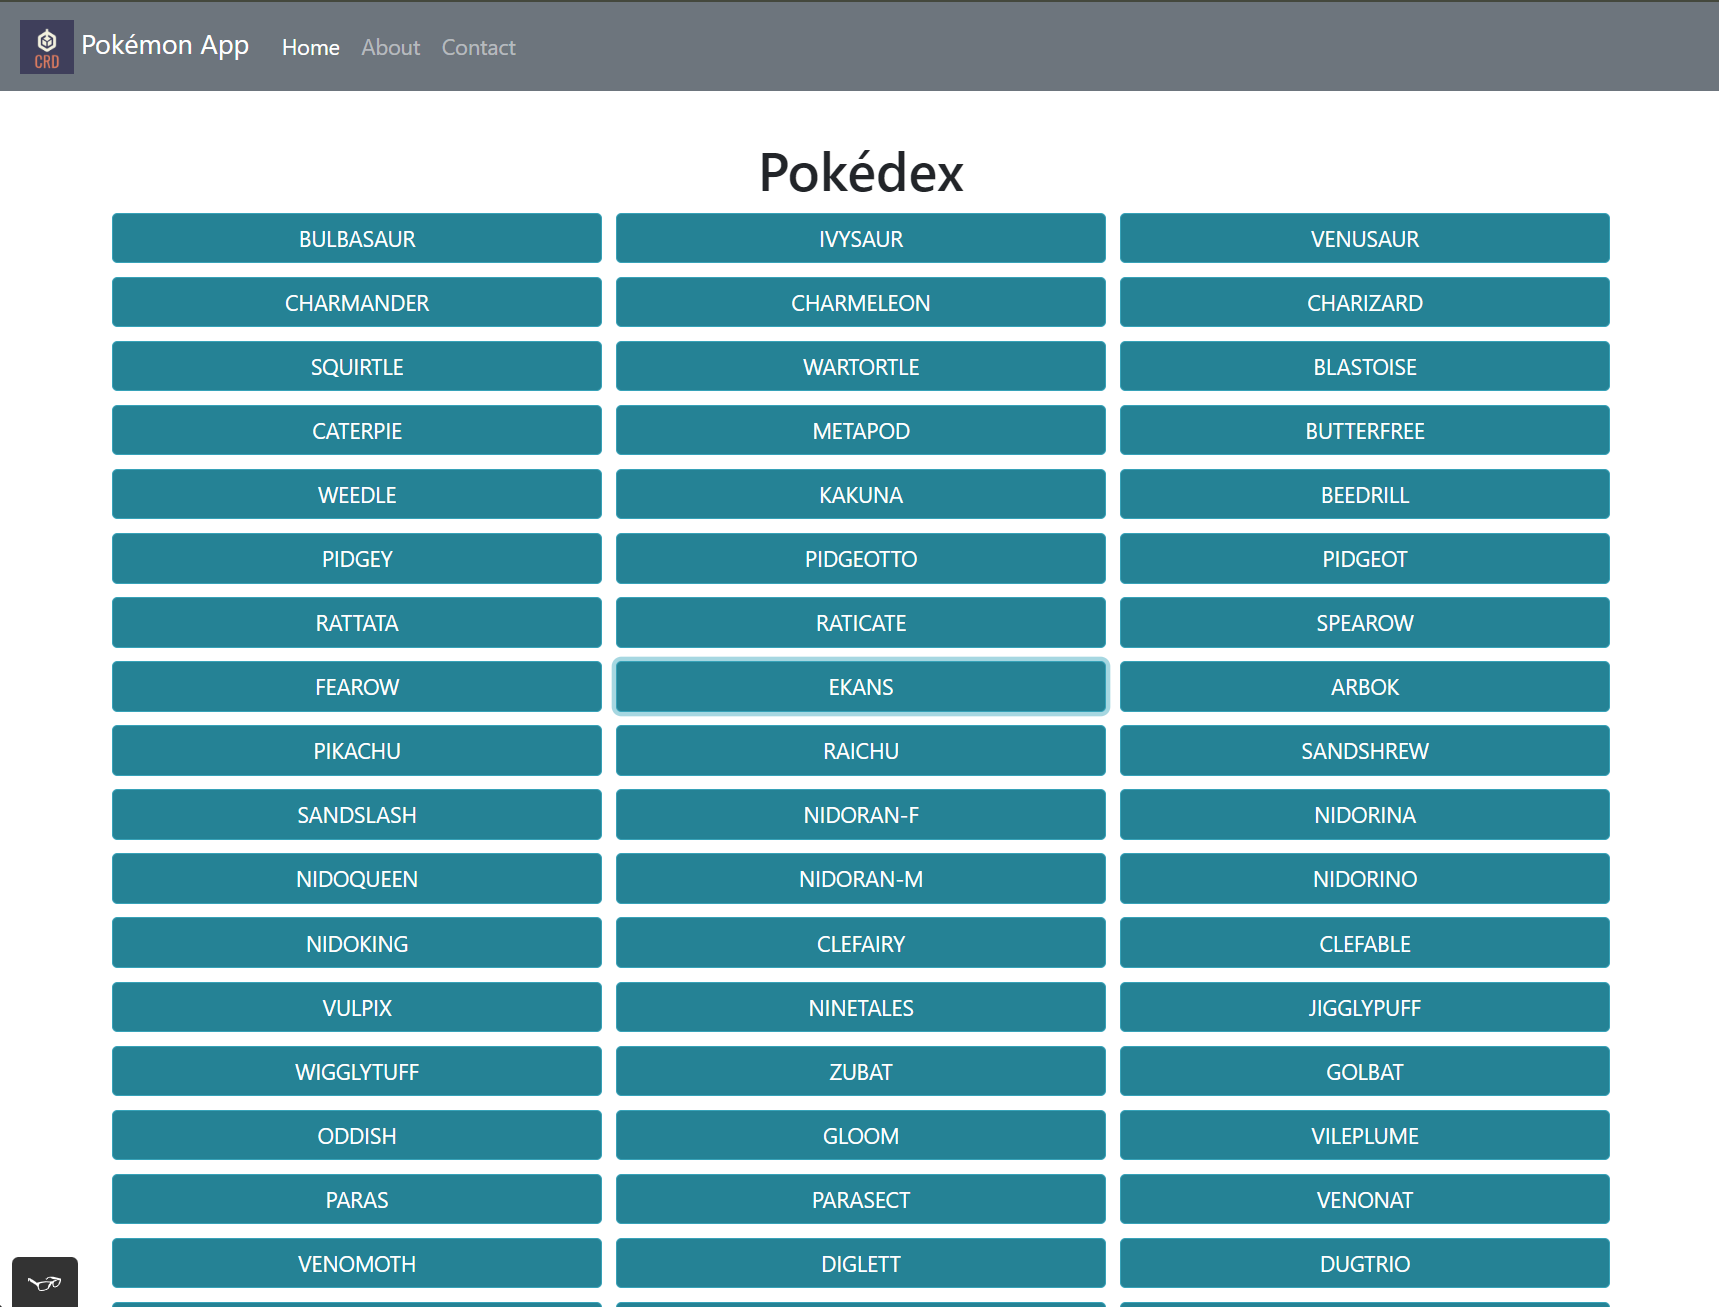 CRD Pokémon App Home About Contact
Pokédex
BULBASAUR IVYSAUR VENUSAUR
CHARMANDER CHARMELEON CHARIZARD
SQUIRTLE WARTORTLE BLASTOISE
CATERPIE METAPOD BUTTERFREE
WEEDLE KAKUNA BEEDRILL
PIDGEY PIDGEOTTO PIDGEOT
RATTATA RATICATE SPEAROW
FEAROW EKANS ARBOK
PIKACHU RAICHU SANDSHREW
SANDSLASH NIDORAN-F NIDORINA
NIDOQUEEN NIDORAN-M NIDORINO
NIDOKING CLEFAIRY CLEFABLE
VULPIX NINETALES JIGGLYPUFF
WIGGLYTUFF ZUBAT GOLBAT
ODDISH GLOOM VILEPLUME
PARAS PARASECT VENONAT
VENOMOTH DIGLETT DUGTRIO